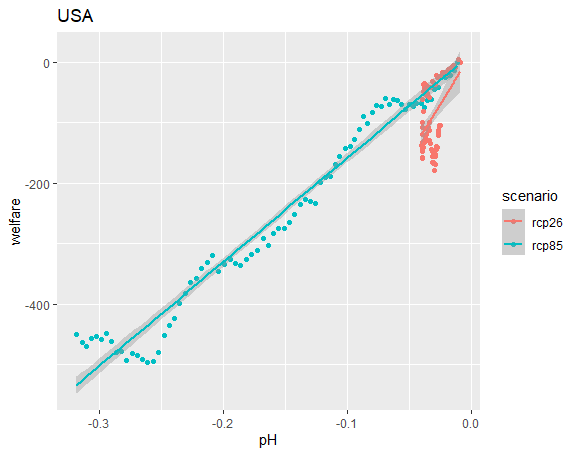 USA
welfare
0
-200
-400
-0.3
-0.2
-0.1
0.0
pH
scenario
rcp26
rcp85